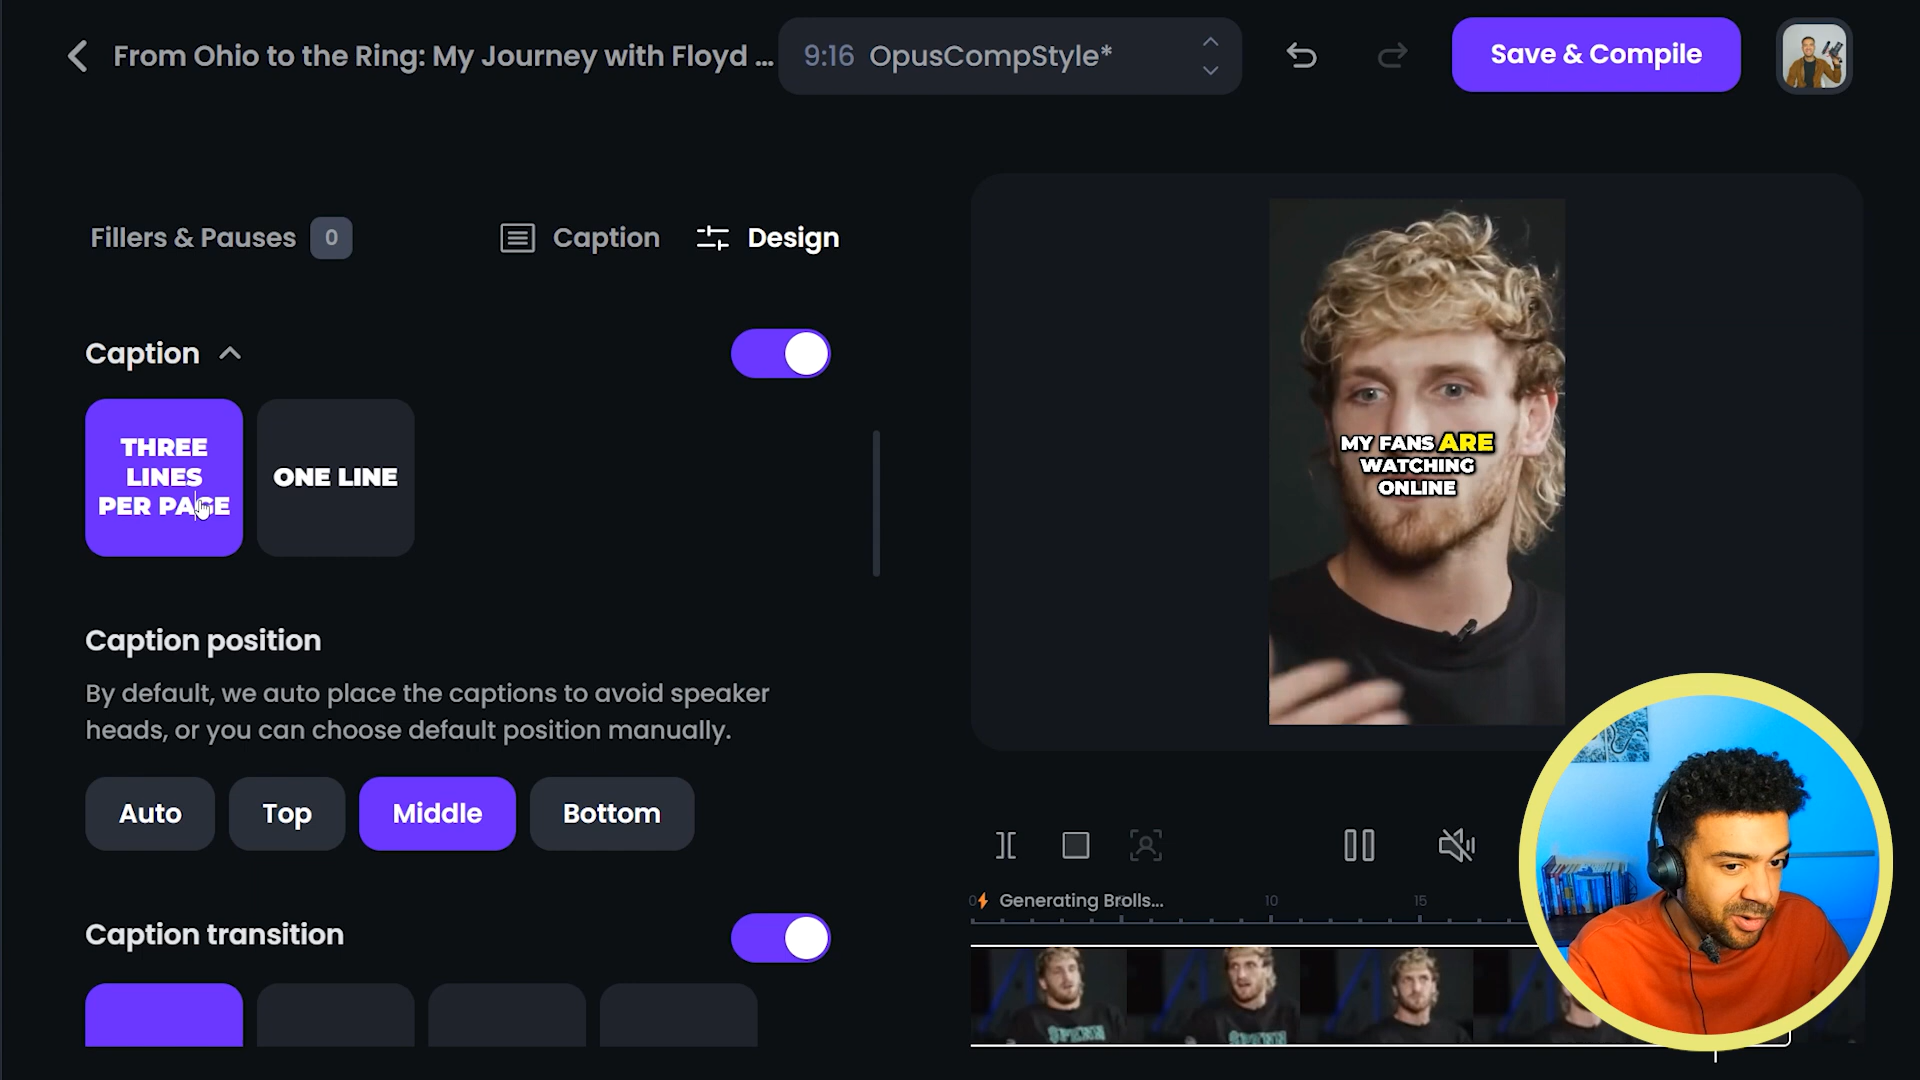 From Ohio to the Ring: My Journey with Floyd ...
9:16 OpusCompStyle*
Save & Compile
Fillers & Pauses 0
Caption
Design
Caption
THREE
LINES
PER PAGE
ONE LINE
MY FANS ARE
WATCHING
ONLINE
Caption position
By default, we auto place the captions to avoid speaker
heads, or you can choose default position manually.
Auto
Top
Middle
Bottom
Caption transition
0
Generating Brolls...
10
15